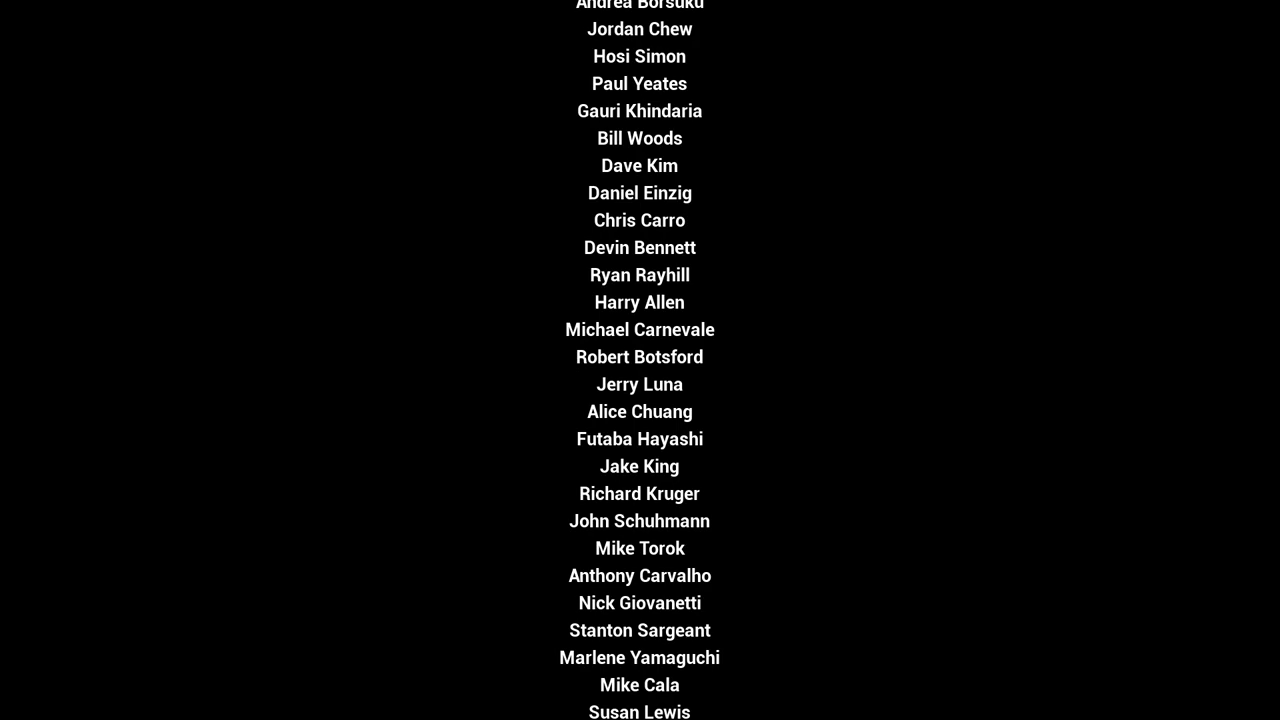 Andrea Borsuku
Jordan Chew
Hosi Simon
Paul Yeates
Gauri Khindaria
Bill Woods
Dave Kim
Daniel Einzig
Chris Carro
Devin Bennett
Ryan Rayhill
Harry Allen
Michael Carnevale
Robert Botsford
Jerry Luna
Alice Chuang
Futaba Hayashi
Jake King
Richard Kruger
John Schuhmann
Mike Torok
Anthony Carvalho
Nick Giovanetti
Stanton Sargeant
Marlene Yamaguchi
Mike Cala
Susan Lewis